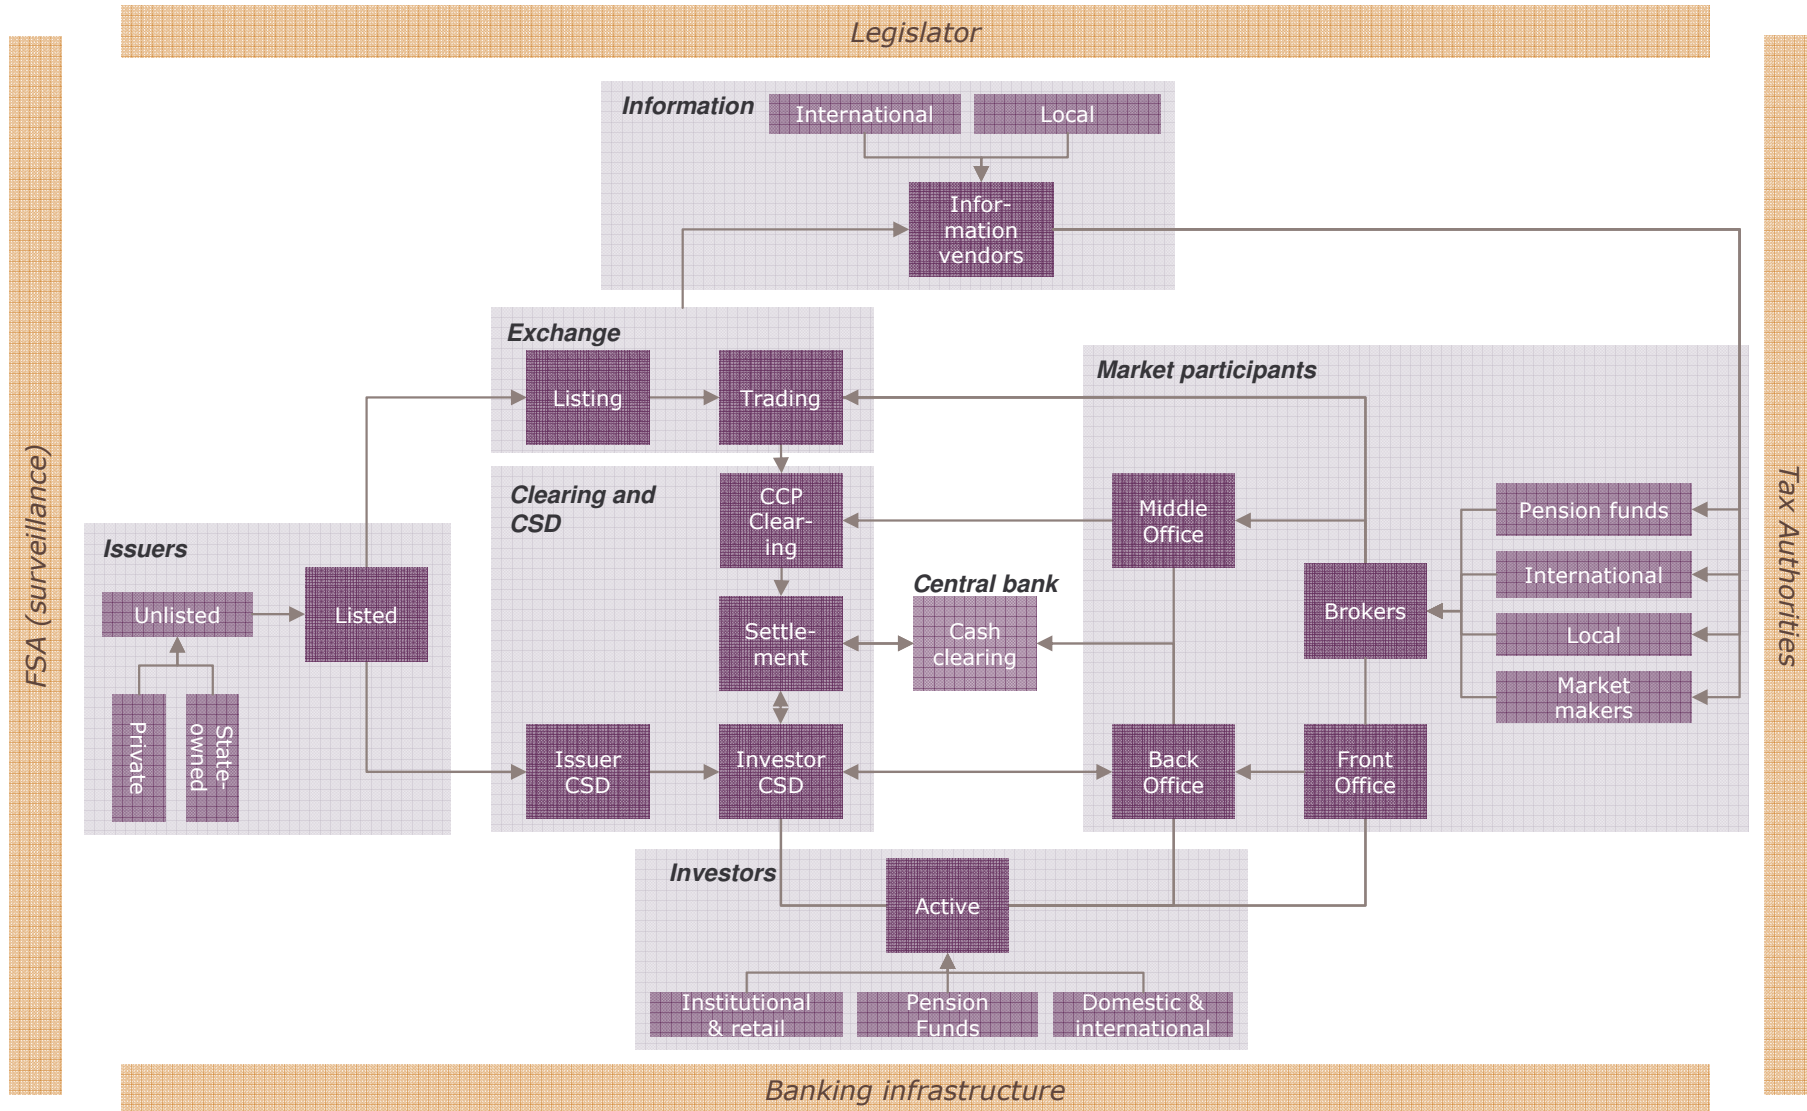 Legislator
FSA (surveillance)
Tax Authorities
Information
International
Local
Infor-
mation
vendors
Exchange
Listing
Trading
Market participants
Clearing and
CSD
CCP
Clear-
ing
Middle
Office
Pension funds
International
Local
Market
makers
Brokers
Issuers
Unlisted
Listed
Private
State-
owned
Central bank
Settle-
ment
Cash
clearing
Issuer
CSD
Investor
CSD
Back
Office
Front
Office
Investors
Active
Institutional
& retail
Pension
Funds
Domestic &
international
Banking infrastructure